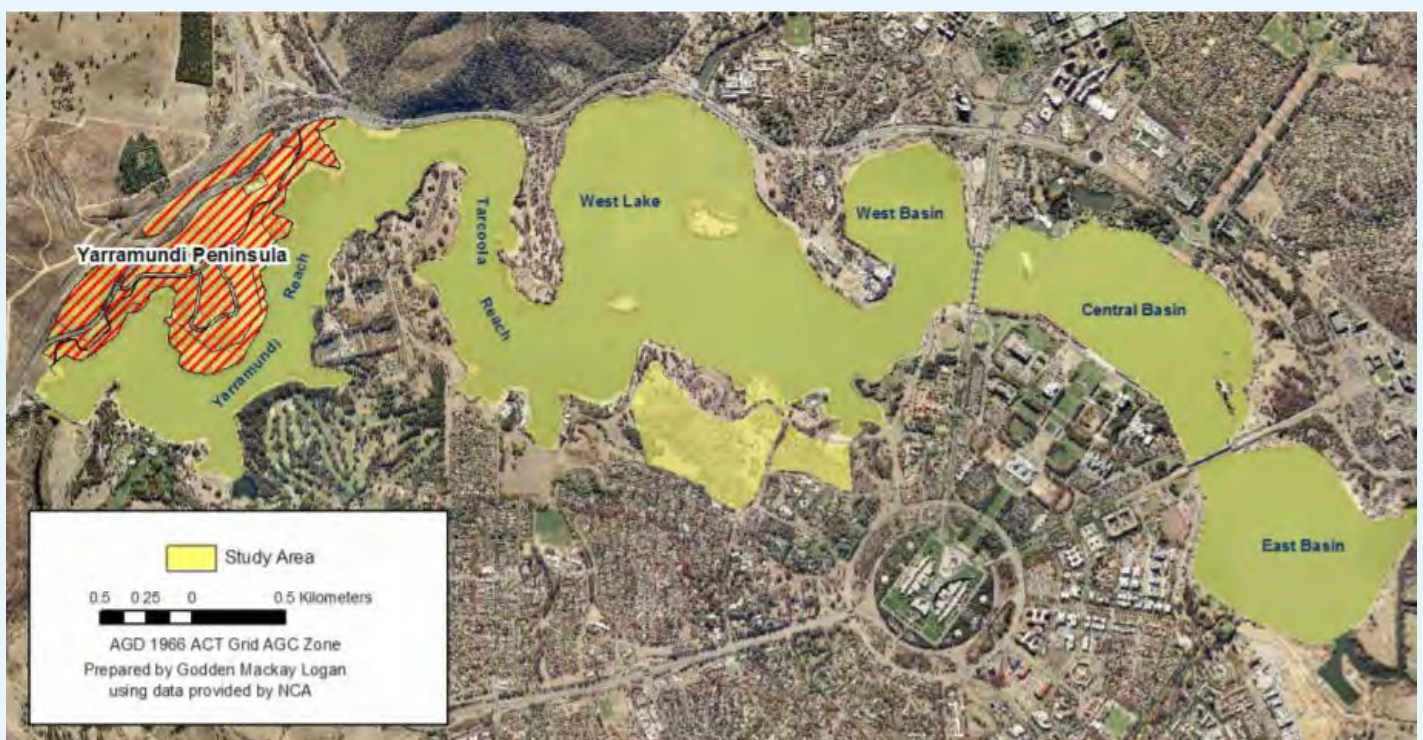 West Lake
West Basin
Tarcoola
Reach
Yarramundi Peninsula
Reach
Yarramundi
Central Basin
East Basin
Study Area
0.5 0.25 0 0.5 Kilometers
AGD 1966 ACT Grid AGC Zone
Prepared by Godden Mackay Logan
using data provided by NCA